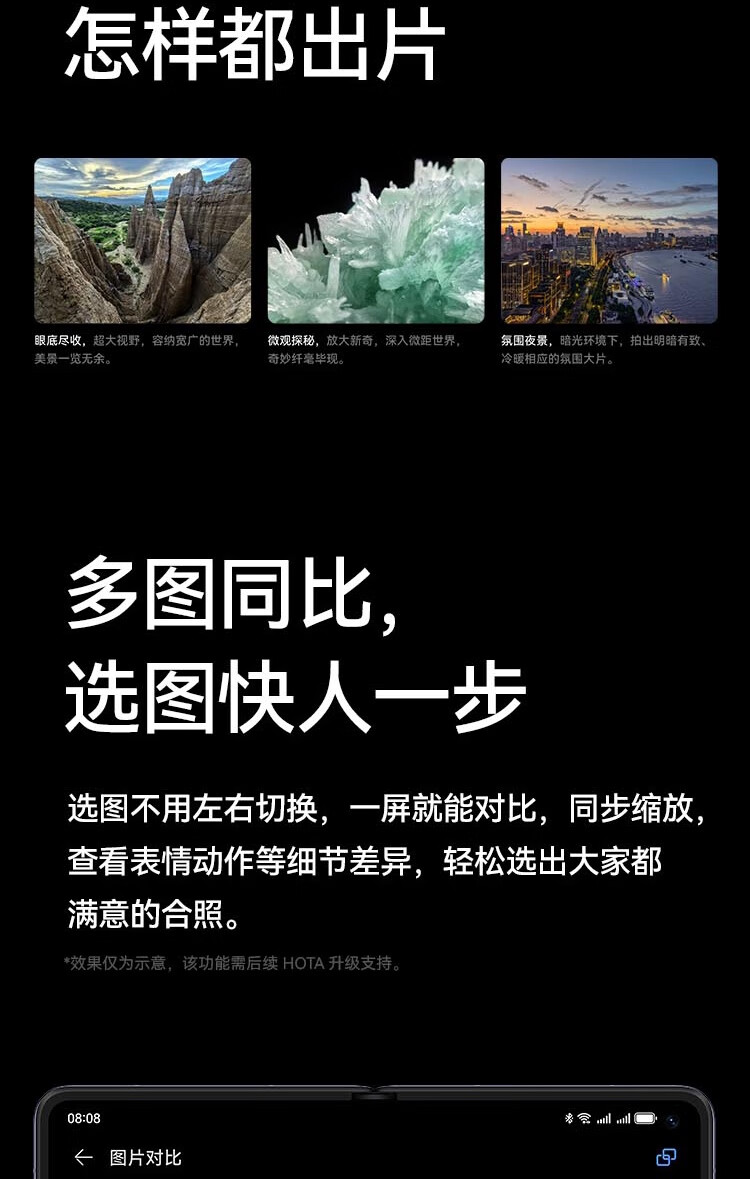 怎样都出片
眼底尽收，超大视野，容纳宽广的世界，
美景一览无余。
微观探秘，放大新奇，深入微距世界，
奇妙纤毫毕现。
氛围夜景，暗光环境下，拍出明暗有致、
冷暖相应的氛围大片。
多图同比，
选图快人一步
选图不用左右切换，一屏就能对比，同步缩放，
查看表情动作等细节差异，轻松选出大家都
满意的合照。
*效果仅为示意，该功能需后续 HOTA 升级支持。
08:08
图片对比